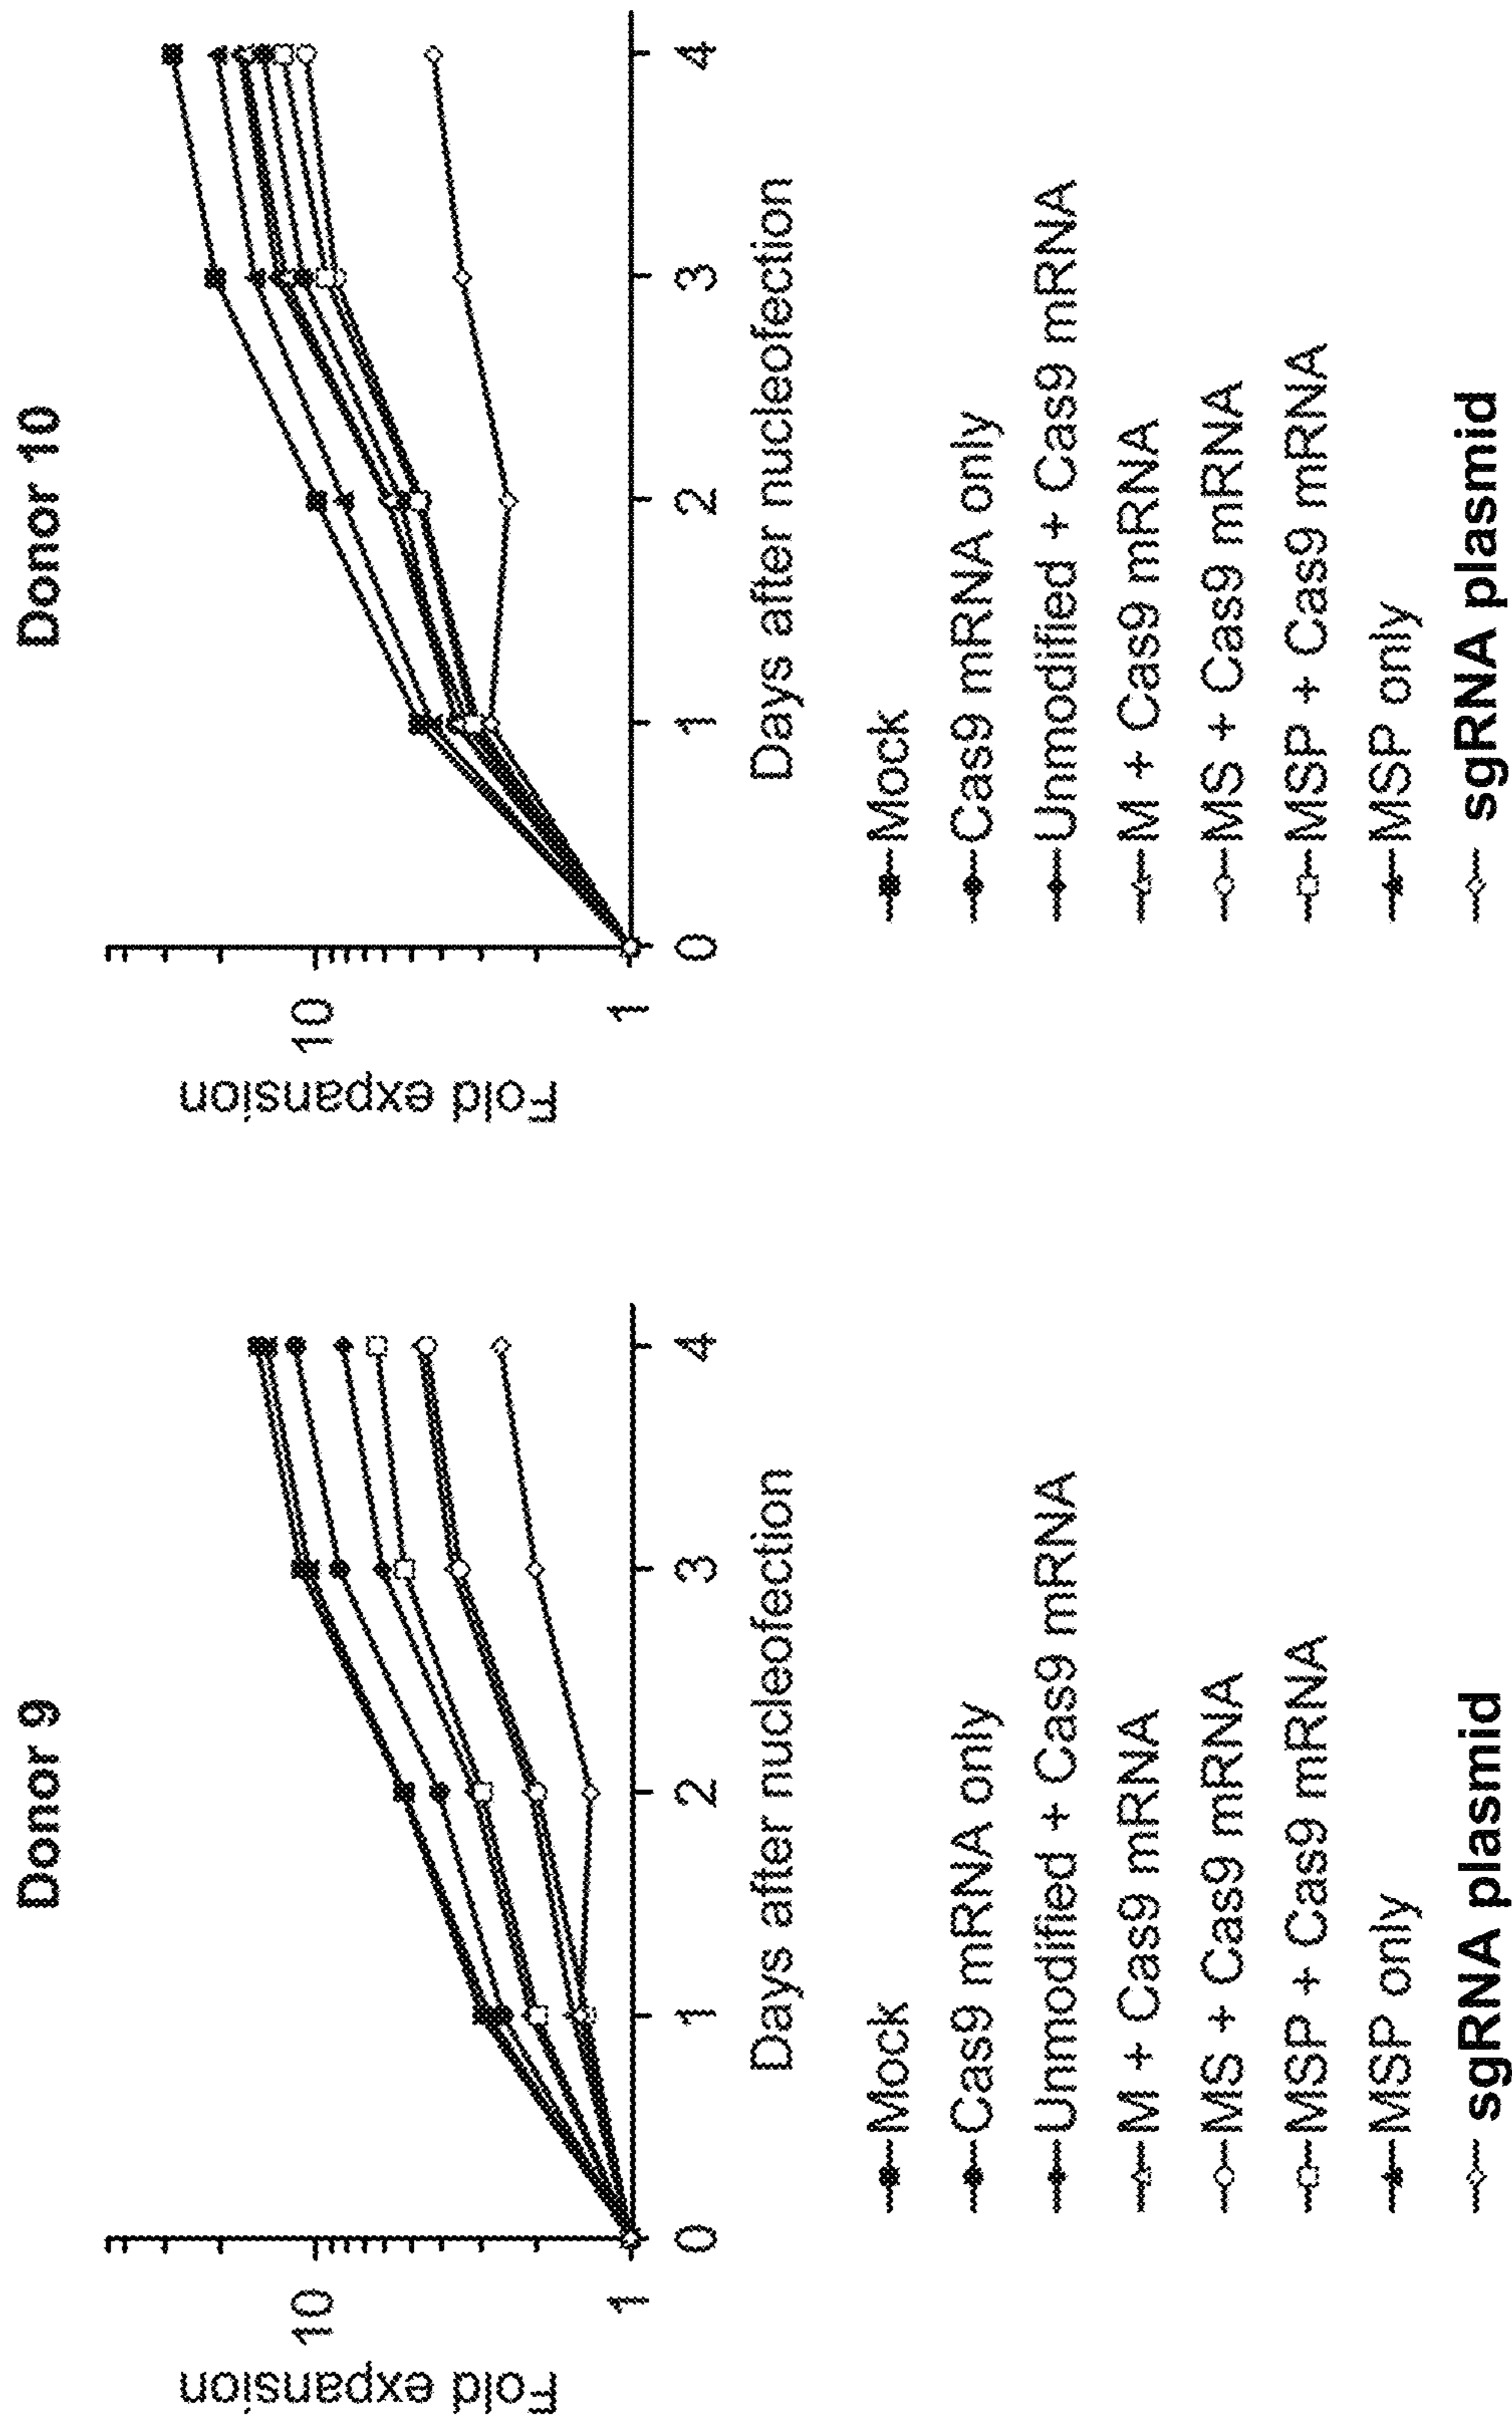 Donor 9
Fold expansion
10
1
0 1 2 3 4
Days after nucleofection
Mock
Cas9 mRNA only
Unmodified + Cas9 mRNA
M + Cas9 mRNA
MS + Cas9 mRNA
MSP + Cas9 mRNA
MSP only
sgRNA plasmid
Donor 10
Fold expansion
10
1
0 1 2 3 4
Days after nucleofection
Mock
Cas9 mRNA only
Unmodified + Cas9 mRNA
M + Cas9 mRNA
MS + Cas9 mRNA
MSP + Cas9 mRNA
MSP only
sgRNA plasmid